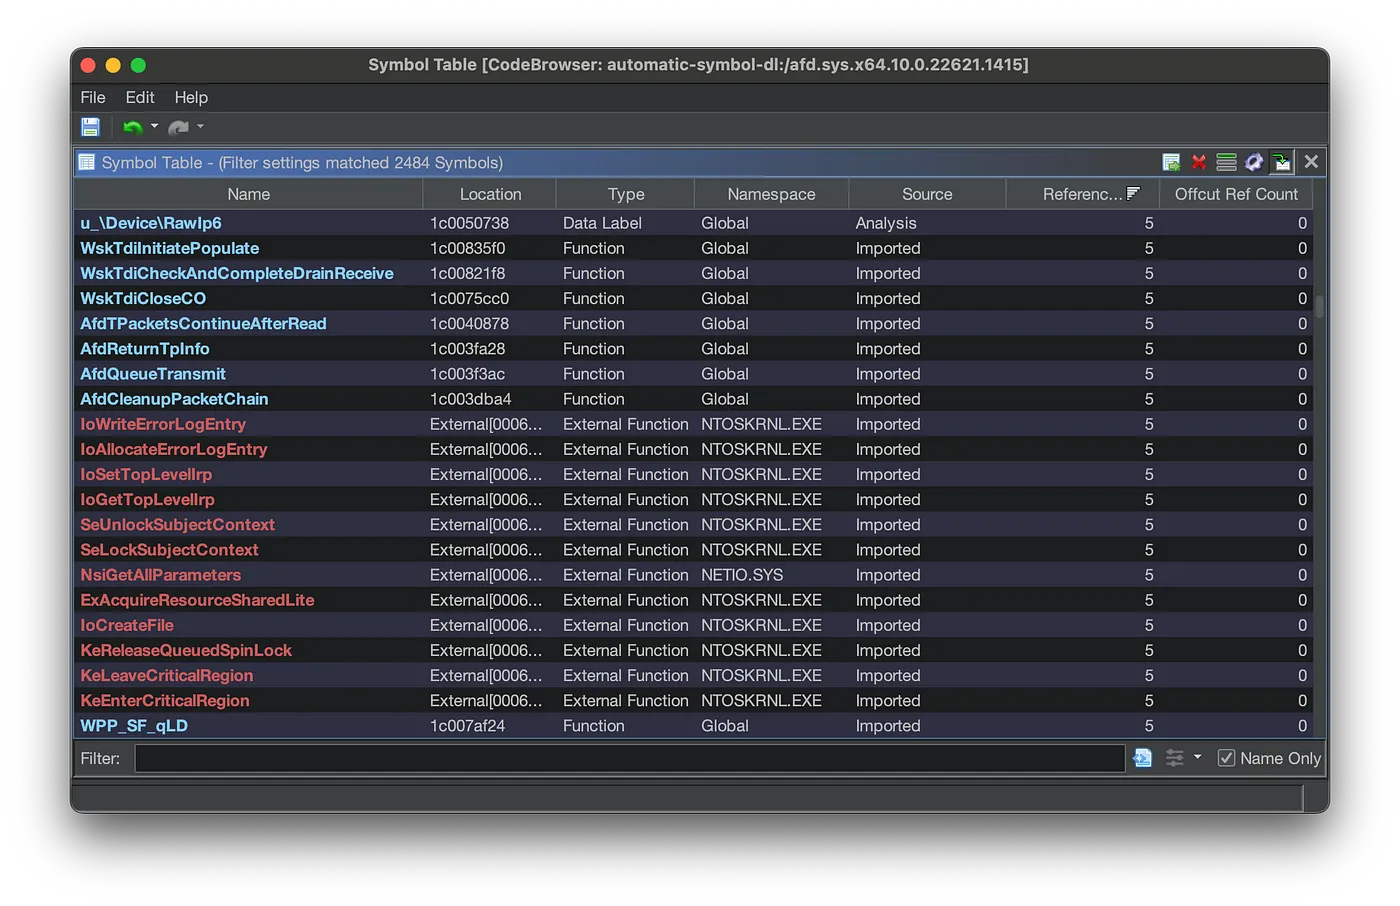 Symbol Table [CodeBrowser: automatic-symbol-dl:/afd.sys.x64.10.0.22621.1415]
File Edit Help
Symbol Table - (Filter settings matched 2484 Symbols)
Name Location Type Namespace Source Referenc... Offcut Ref Count
u_\Device\RawIp6 1c0050738 Data Label Global Analysis 5 0
WskTdiInitiatePopulate 1c00835f0 Function Global Imported 5 0
WskTdiCheckAndCompleteDrainReceive 1c00821f8 Function Global Imported 5 0
WskTdiCloseCO 1c0075cc0 Function Global Imported 5 0
AfdTPacketsContinueAfterRead 1c0040878 Function Global Imported 5 0
AfdReturnTpInfo 1c003fa28 Function Global Imported 5 0
AfdQueueTransmit 1c003f3ac Function Global Imported 5 0
AfdCleanupPacketChain 1c003dba4 Function Global Imported 5 0
IoWriteErrorLogEntry External[0006... External Function NTOSKRNL.EXE Imported 5 0
IoAllocateErrorLogEntry External[0006... External Function NTOSKRNL.EXE Imported 5 0
IoSetTopLevelIrp External[0006... External Function NTOSKRNL.EXE Imported 5 0
IoGetTopLevelIrp External[0006... External Function NTOSKRNL.EXE Imported 5 0
SeUnlockSubjectContext External[0006... External Function NTOSKRNL.EXE Imported 5 0
SeLockSubjectContext External[0006... External Function NTOSKRNL.EXE Imported 5 0
NsiGetAllParameters External[0006... External Function NETIO.SYS Imported 5 0
ExAcquireResourceSharedLite External[0006... External Function NTOSKRNL.EXE Imported 5 0
IoCreateFile External[0006... External Function NTOSKRNL.EXE Imported 5 0
KeReleaseQueuedSpinLock External[0006... External Function NTOSKRNL.EXE Imported 5 0
KeLeaveCriticalRegion External[0006... External Function NTOSKRNL.EXE Imported 5 0
KeEnterCriticalRegion External[0006... External Function NTOSKRNL.EXE Imported 5 0
WPP_SF_qLD 1c007af24 Function Global Imported 5 0
Filter: Name Only